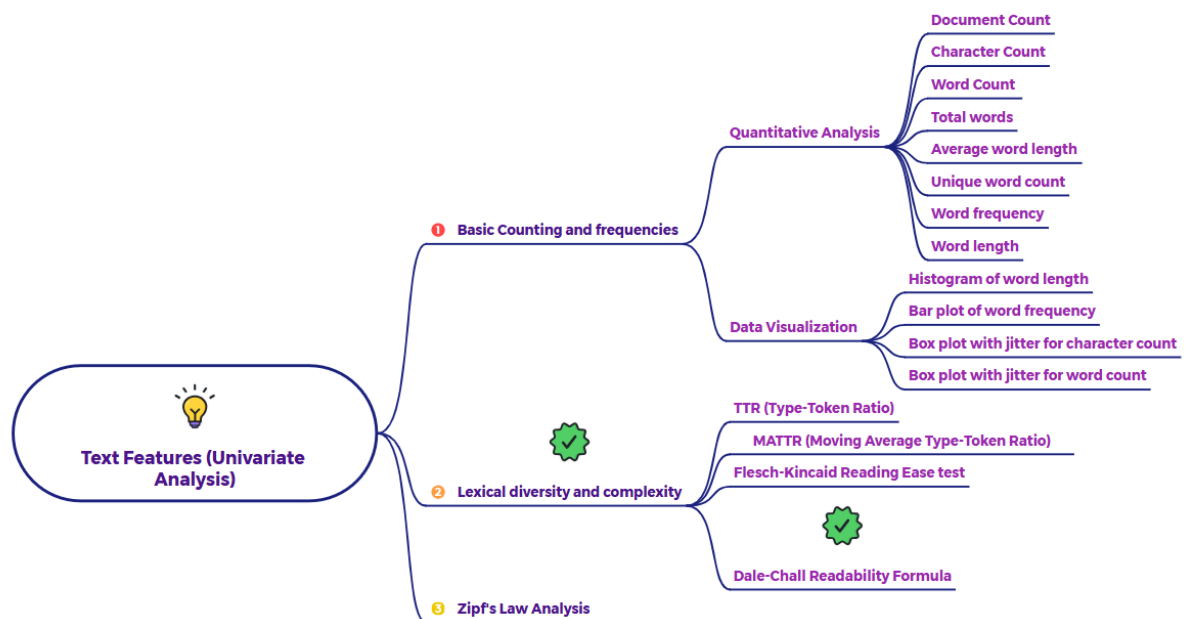 Text Features (Univariate
Analysis)
1 Basic Counting and frequencies
Quantitative Analysis
Document Count
Character Count
Word Count
Total words
Average word length
Unique word count
Word frequency
Word length
Data Visualization
Histogram of word length
Bar plot of word frequency
Box plot with jitter for character count
Box plot with jitter for word count
2 Lexical diversity and complexity
TTR (Type-Token Ratio)
MATTR (Moving Average Type-Token Ratio)
Flesch-Kincaid Reading Ease test
Dale-Chall Readability Formula
3 Zipf's Law Analysis